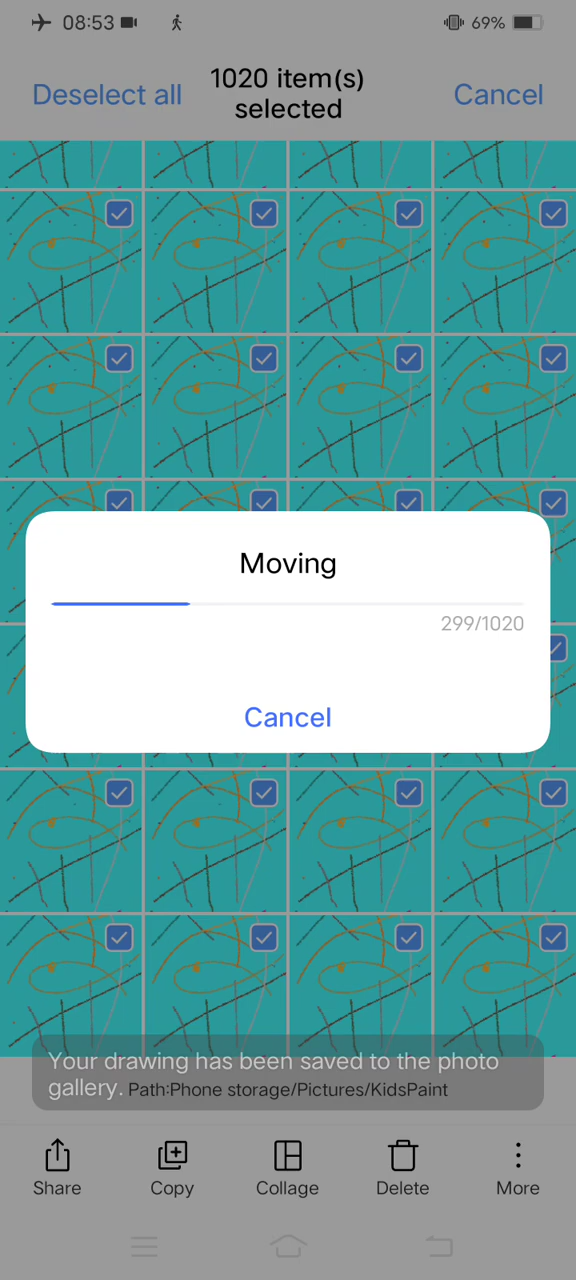 08:53
69%
Deselect all
1020 item(s)
selected
Cancel
Moving
299/1020
Cancel
Your drawing has been saved to the photo
gallery. Path:Phone storage/Pictures/KidsPaint
Share
Copy
Collage
Delete
More